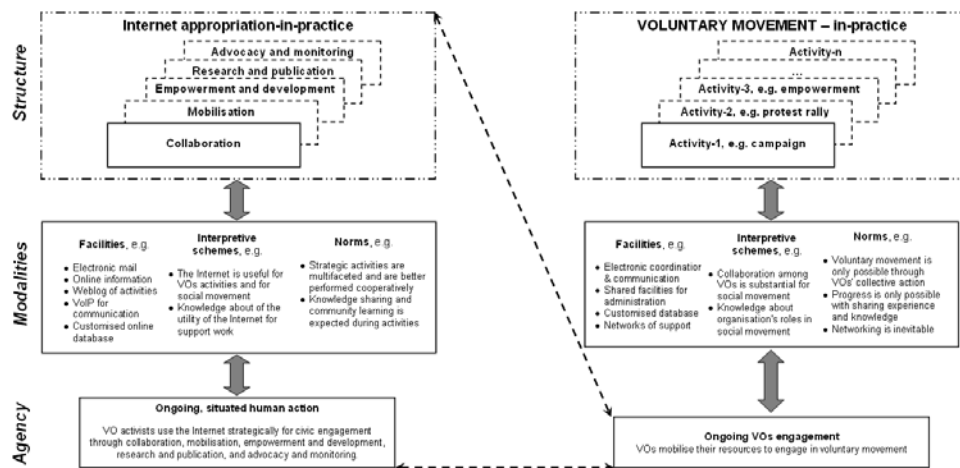 Structure
Internet appropriation-in-practice
Advocacy and monitoring
Research and publication
Empowerment and development
Mobilisation
Collaboration
VOLUNTARY MOVEMENT – in-practice
Activity-n
...
Activity-3, e.g. empowerment
Activity-2, e.g. protest rally
Activity-1, e.g. campaign
Modalities
Facilities, e.g.
● Electronic mail
● Online information
● Weblog of activities
● VoIP for
communication
● Customised online
database
Interpretive
schemes, e.g.
● The Internet is useful for
VOs activities and for
social movement
● Knowledge about of the
utility of the Internet for
support work
Norms, e.g.
● Strategic activities are
multifaceted and are better
performed cooperatively
● Knowledge sharing and
community learning is
expected during activities
Facilities, e.g.
● Electronic coordination
& communication
● Shared facilities for
administration
● Customised database
● Networks of support
Interpretive
schemes, e.g.
● Collaboration among
VOs is substantial for
social movement
● Knowledge about
organisation's roles in
social movement
Norms, e.g.
● Voluntary movement is
only possible through
VOs' collective action
● Progress is only possible
with sharing experience
and knowledge
● Networking is inevitable
Agency
Ongoing, situated human action
VO activists use the Internet strategically for civic engagement
through collaboration, mobilisation, empowerment and development,
research and publication, and advocacy and monitoring.
Ongoing VOs engagement
VOs mobilise their resources to engage in voluntary movement